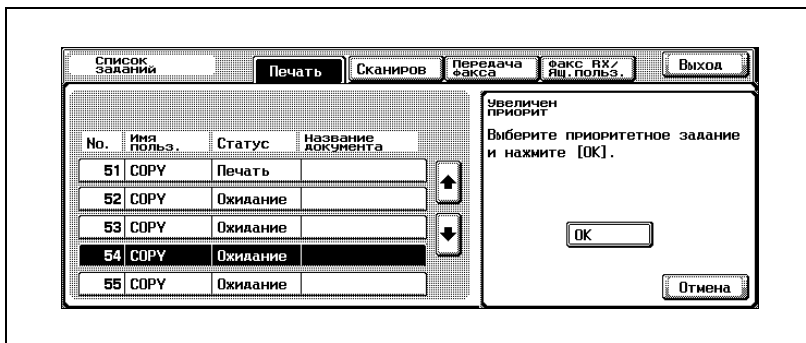 Список
заданий
Печать
Сканиров
Передача
факса
Факс RX/
Ящ.польз.
Выход
No.
Имя
польз.
Статус
Название
документа
51 COPY Печать
52 COPY Ожидание
53 COPY Ожидание
54 COPY Ожидание
55 COPY Ожидание
Увеличен
приорит
Выберите приоритетное задание
и нажмите [OK].
OK
Отмена